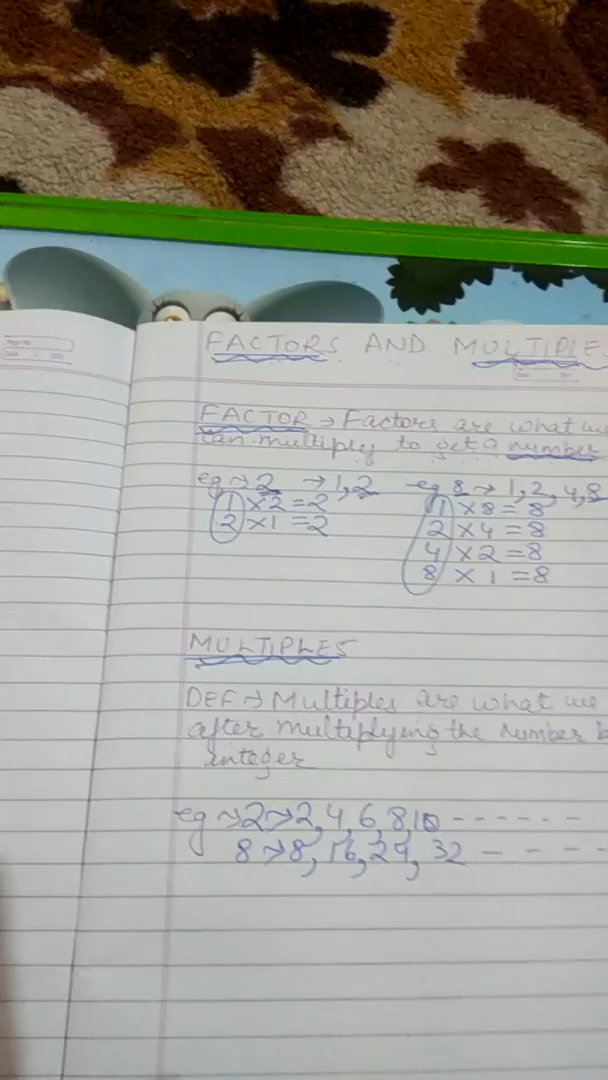 FACTORS AND MULTIPLES
FACTOR → Factors are what we
can multiply to get a number
eg → 2 → 1, 2 eg 8 → 1, 2, 4, 8
1 × 2 = 2 1 × 8 = 8
2 × 1 = 2 2 × 4 = 8
4 × 2 = 8
8 × 1 = 8
MULTIPLES
DEF → Multiples are what we
after multiplying the number b
integer
eg → 2 → 2, 4, 6, 8, 10 ------
8 → 8, 16, 24, 32 - - - -